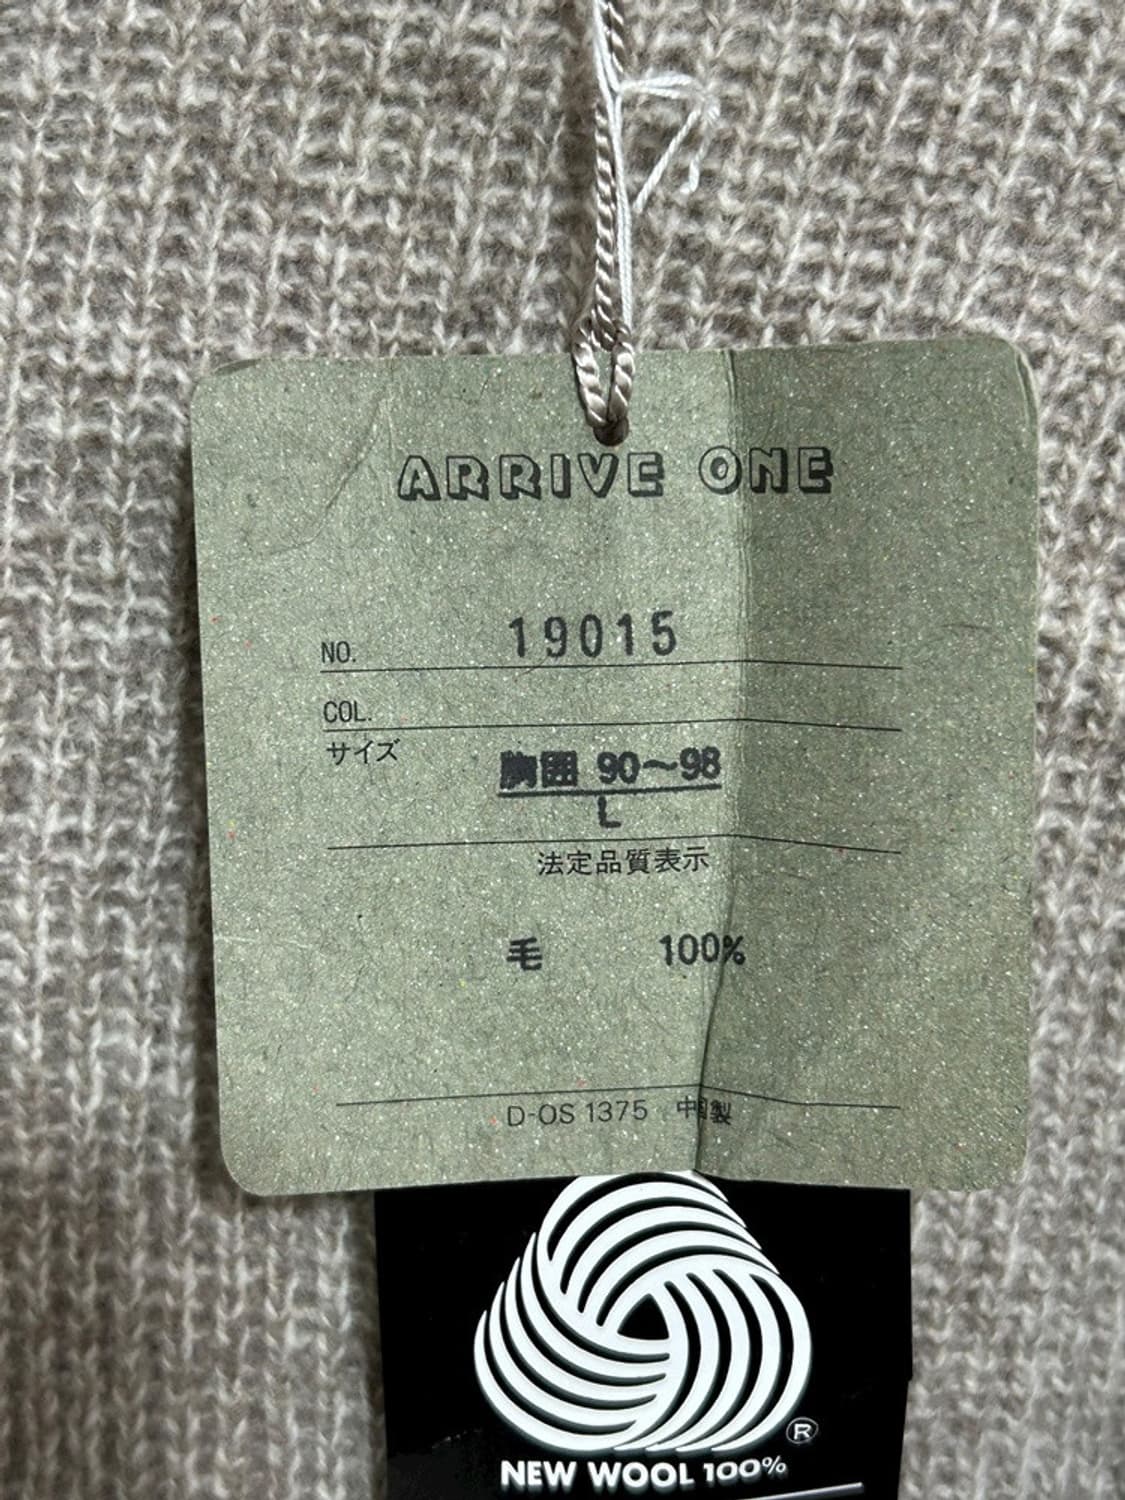 ARRIVE ONE
NO. 19015
COL.
サイズ 胸囲 90〜98
L
法定品質表示
毛 100%
D-OS 1375 中国製
®
NEW WOOL 100%